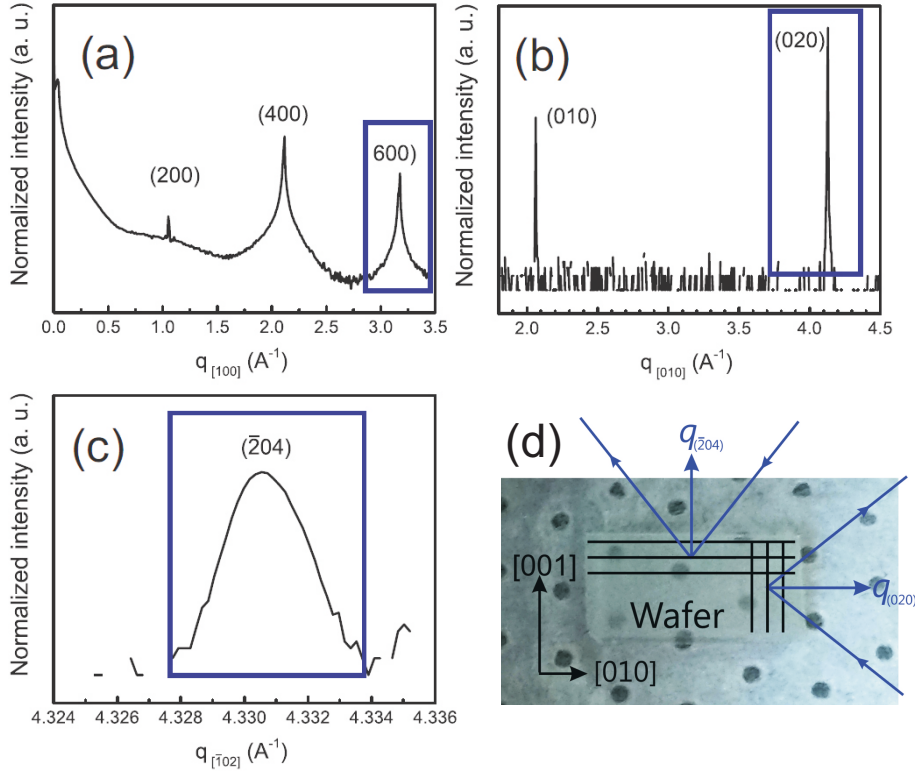 (a)
Normalized intensity (a. u.)
(200)
(400)
600)
0.0 0.5 1.0 1.5 2.0 2.5 3.0 3.5
q [100] (A⁻¹)
(b)
Normalized intensity (a. u.)
(010)
(020)
2.0 2.5 3.0 3.5 4.0 4.5
q [010] (A⁻¹)
(c)
Normalized intensity (a. u.)
(2̅04)
4.324 4.326 4.328 4.330 4.332 4.334 4.336
q [1̅02] (A⁻¹)
(d)
q(2̅04)
[001]
Wafer
q(020)
[010]